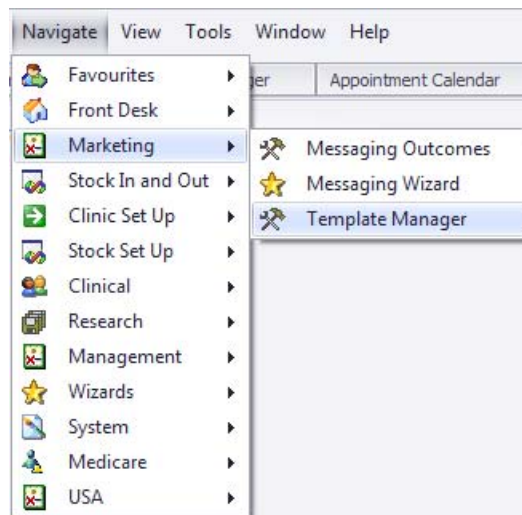 Navigate View Tools Window Help
Appointment Calendar
Favourites
Front Desk
Marketing
Stock In and Out
Clinic Set Up
Stock Set Up
Clinical
Research
Management
Wizards
System
Medicare
USA
Messaging Outcomes
Messaging Wizard
Template Manager